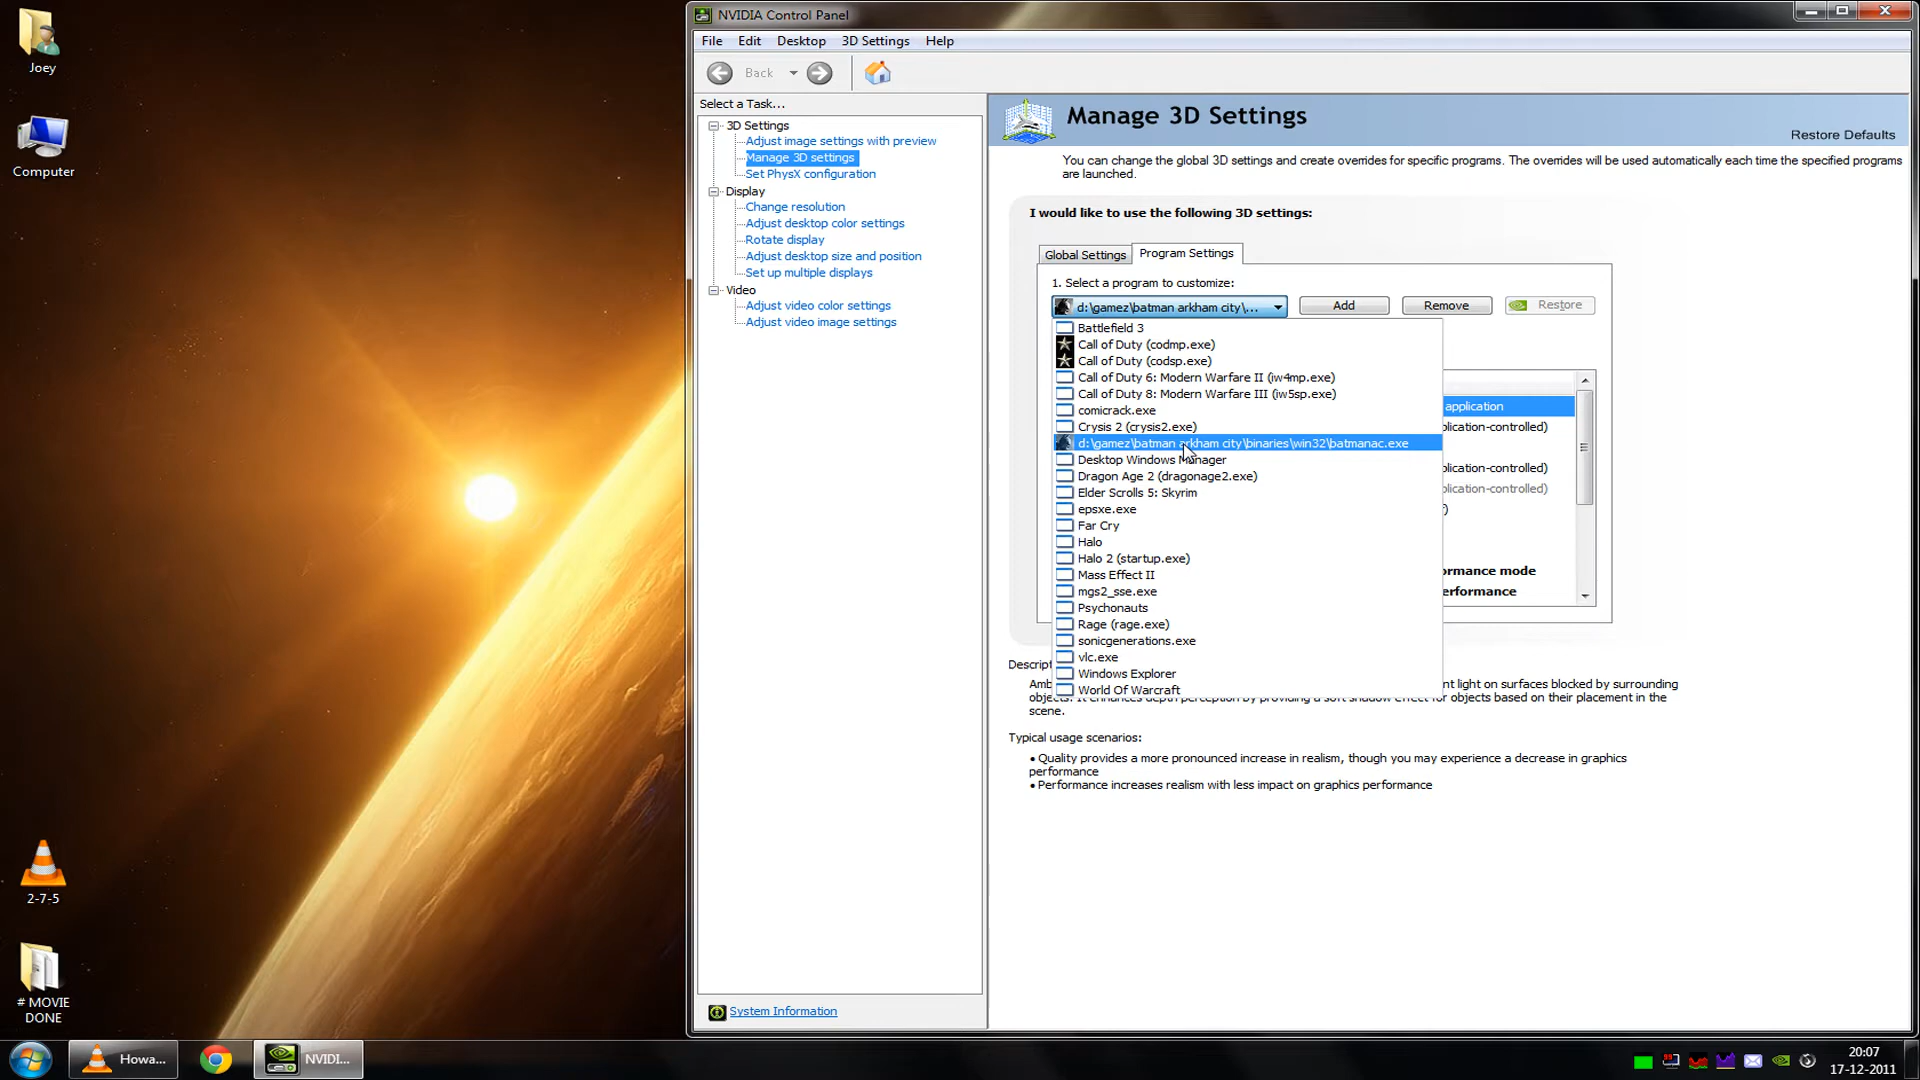 Joey
Computer
2-7-5
# MOVIE
DONE
NVIDIA Control Panel
File Edit Desktop 3D Settings Help
Back
Select a Task...
3D Settings
Adjust image settings with preview
Manage 3D settings
Set PhysX configuration
Display
Change resolution
Adjust desktop color settings
Rotate display
Adjust desktop size and position
Set up multiple displays
Video
Adjust video color settings
Adjust video image settings
System Information
Manage 3D Settings
Restore Defaults
You can change the global 3D settings and create overrides for specific programs. The overrides will be used automatically each time the specified programs
are launched.
I would like to use the following 3D settings:
Global Settings Program Settings
1. Select a program to customize:
d:\gamez\batman arkham city\... Add Remove Restore
Battlefield 3
Call of Duty (codmp.exe)
Call of Duty (codsp.exe)
Call of Duty 6: Modern Warfare II (iw4mp.exe)
Call of Duty 8: Modern Warfare III (iw5sp.exe)
comicrack.exe
application
Crysis 2 (crysis2.exe)
plication-controlled)
d:\gamez\batman arkham city\binaries\win32\batmanac.exe
Desktop Windows Manager
plication-controlled)
Dragon Age 2 (dragonage2.exe)
Elder Scrolls 5: Skyrim
plication-controlled)
epsxe.exe
)
Far Cry
Halo
Halo 2 (startup.exe)
Mass Effect II
rmance mode
mgs2_sse.exe
erformance
Psychonauts
Rage (rage.exe)
sonicgenerations.exe
vlc.exe
Windows Explorer
World Of Warcraft
Descript
Amb nt light on surfaces blocked by surrounding
objects. It enhances depth perception by providing a soft shadow effect for objects based on their placement in the
scene.
Typical usage scenarios:
• Quality provides a more pronounced increase in realism, though you may experience a decrease in graphics
performance
• Performance increases realism with less impact on graphics performance
Howa...
NVIDI...
20:07
17-12-2011